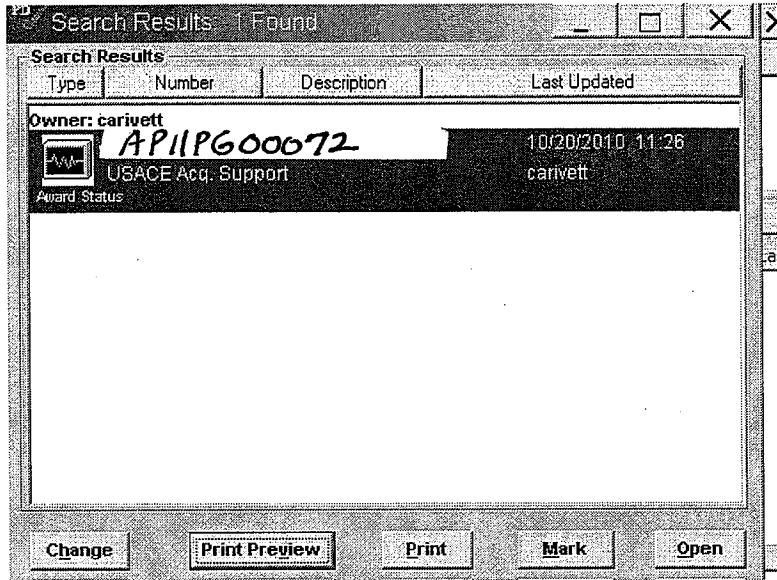 PD
Search Results: 1 Found
Search Results
Type Number Description Last Updated
Owner: carivett
AP11PG00072 10/20/2010 11:26
USACE Acq. Support carivett
Award Status
Change Print Preview Print Mark Open